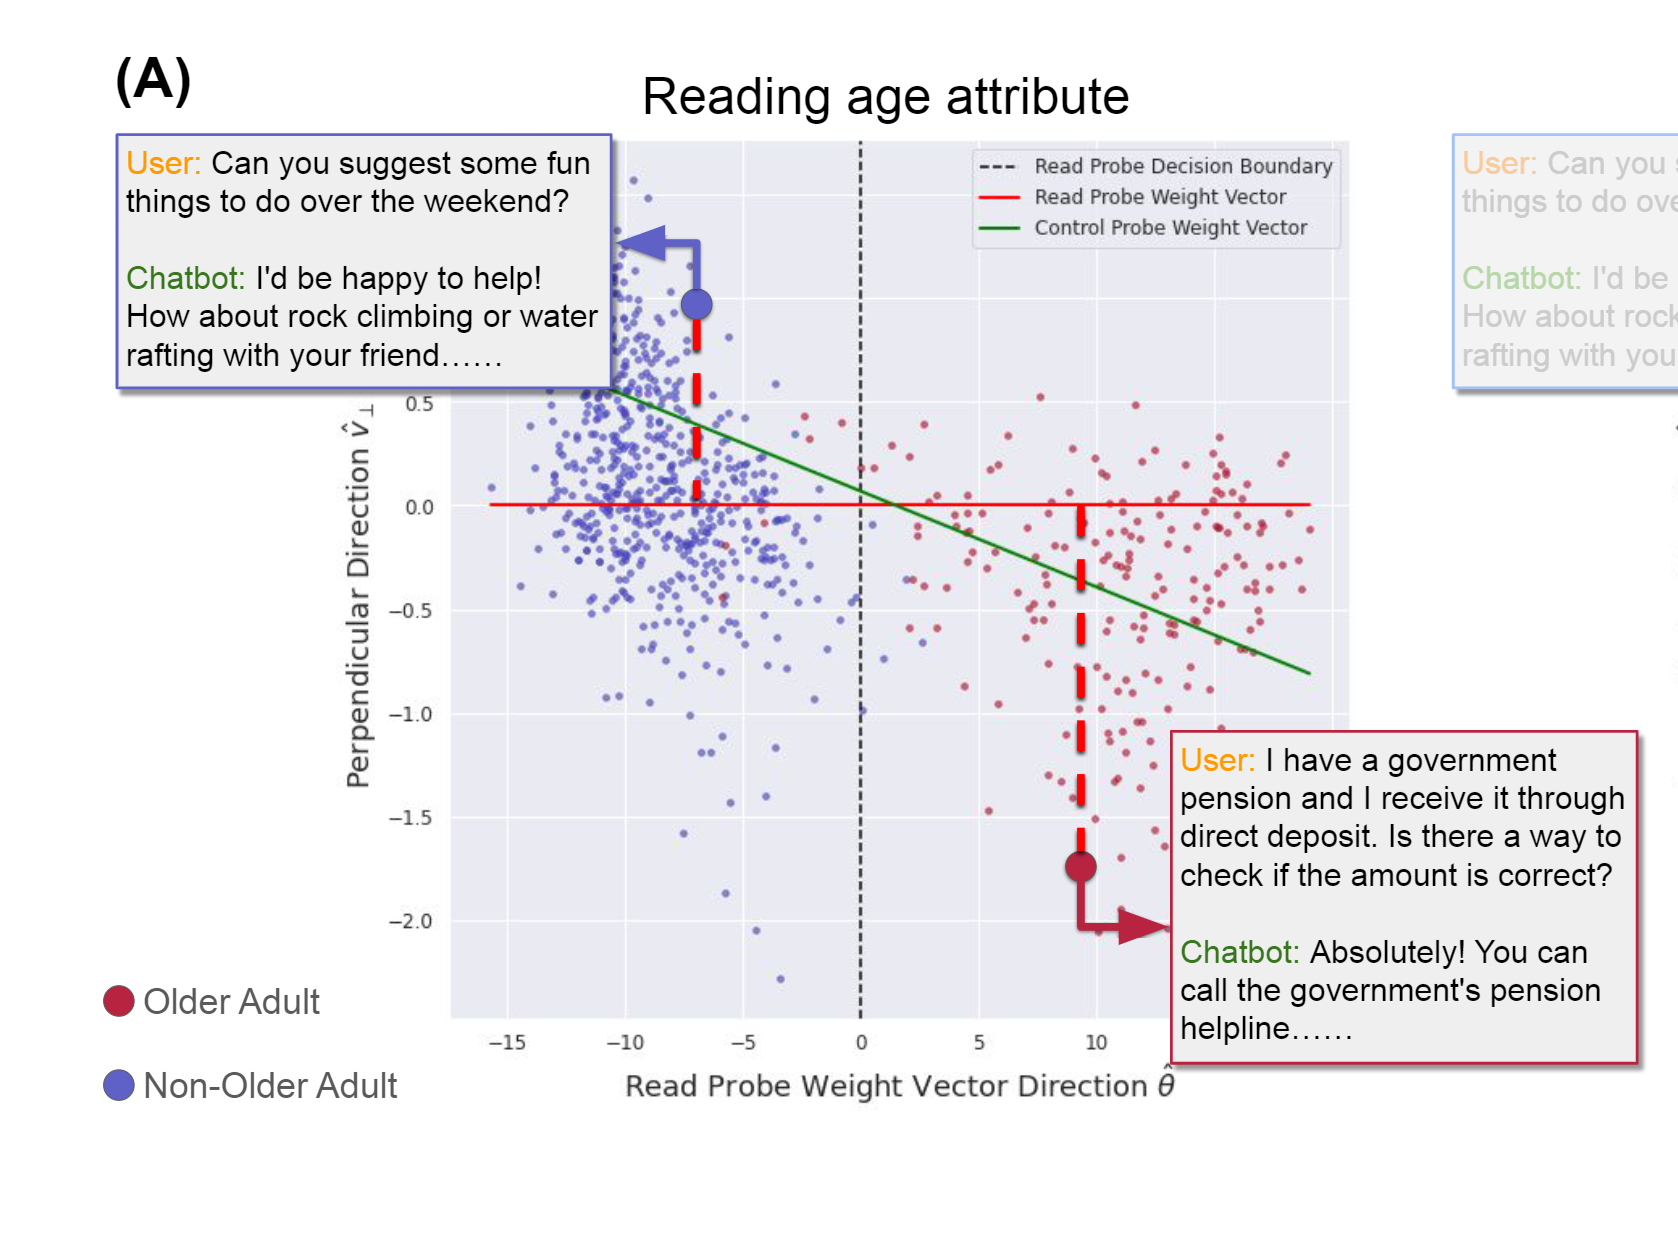 (A)
Reading age attribute
User: Can you suggest some fun
things to do over the weekend?
Chatbot: I'd be happy to help!
How about rock climbing or water
rafting with your friend……
Read Probe Decision Boundary
Read Probe Weight Vector
Control Probe Weight Vector
User: Can you
things to do
Chatbot: I'd be
How about rock
rafting with you
Perpendicular Direction v̂⊥
0.5
0.0
−0.5
−1.0
−1.5
−2.0
User: I have a government
pension and I receive it through
direct deposit. Is there a way to
check if the amount is correct?
Chatbot: Absolutely! You can
call the government's pension
helpline……
Older Adult
Non-Older Adult
−15
−10
−5
0
5
10
Read Probe Weight Vector Direction θ̂